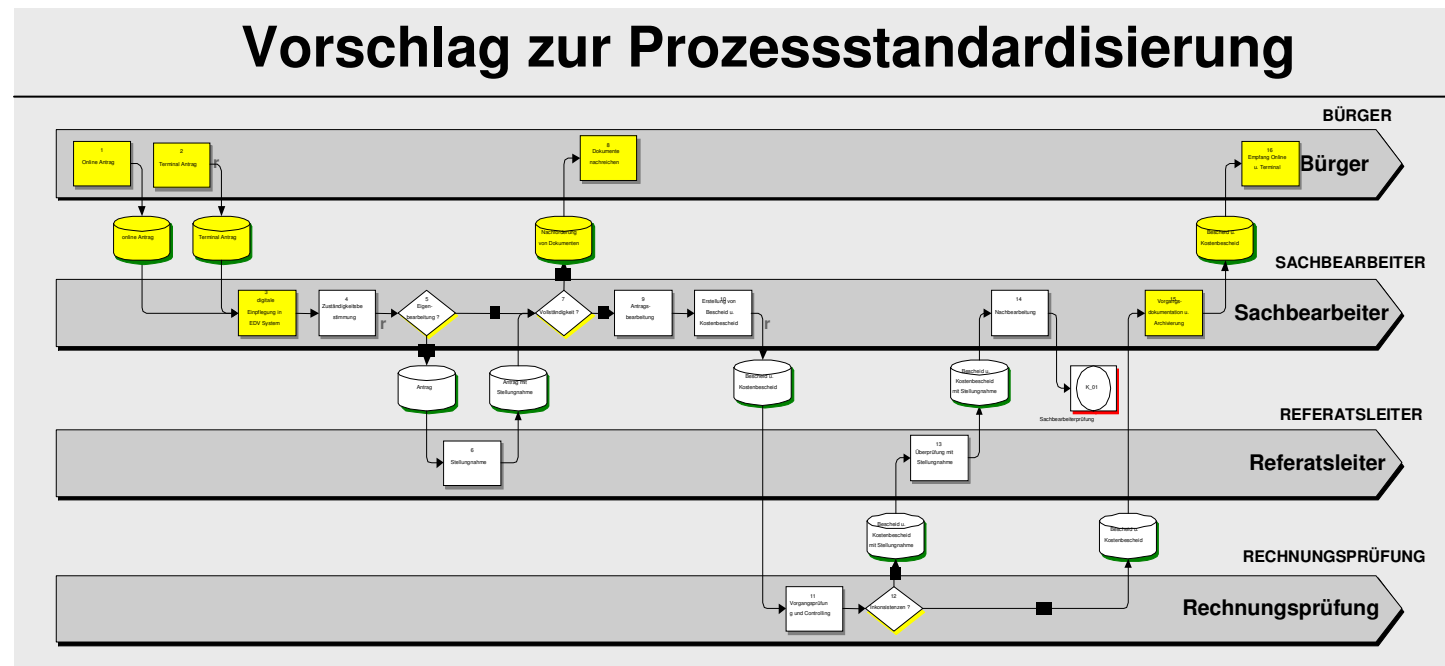 Vorschlag zur Prozessstandardisierung
BÜRGER
1
Online Antrag
2
Terminal Antrag
r
8
Dokumente
nachreichen
16
Empfang Online
u. Terminal
Bürger
online Antrag
Terminal Antrag
Nachforderung
von Dokumenten
Bescheid u.
Kostenbescheid
SACHBEARBEITER
3
digitale
Einpflegung in
EDV System
4
Zuständigkeitsbe
stimmung
r
5
Eigen-
bearbeitung ?
7
Vollständigkeit ?
9
Antrags-
bearbeitung
10
Erstellung von
Bescheid u.
Kostenbescheid
r
14
Nachbearbeitung
15
Vorgangs-
dokumentation u.
Archivierung
Sachbearbeiter
Antrag
Antrag mit
Stellungnahme
Bescheid u.
Kostenbescheid
Bescheid u.
Kostenbescheid
mit Stellungnahme
K_01
Sachbearbeiterprüfung
REFERATSLEITER
6
Stellungnahme
13
Überprüfung mit
Stellungnahme
Referatsleiter
Bescheid u.
Kostenbescheid
mit Stellungnahme
Bescheid u.
Kostenbescheid
RECHNUNGSPRÜFUNG
11
Vorgangsprüfun
g und Controlling
12
Inkonsistenzen ?
Rechnungsprüfung